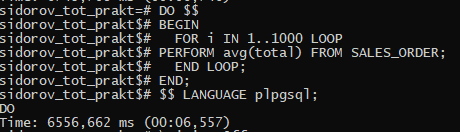 sidorov_tot_prakt=# DO $$
sidorov_tot_prakt$# BEGIN
sidorov_tot_prakt$#   FOR i IN 1..1000 LOOP
sidorov_tot_prakt$# PERFORM avg(total) FROM SALES_ORDER;
sidorov_tot_prakt$#   END LOOP;
sidorov_tot_prakt$# END;
sidorov_tot_prakt$# $$ LANGUAGE plpgsql;
DO
Time: 6556,662 ms (00:06,557)